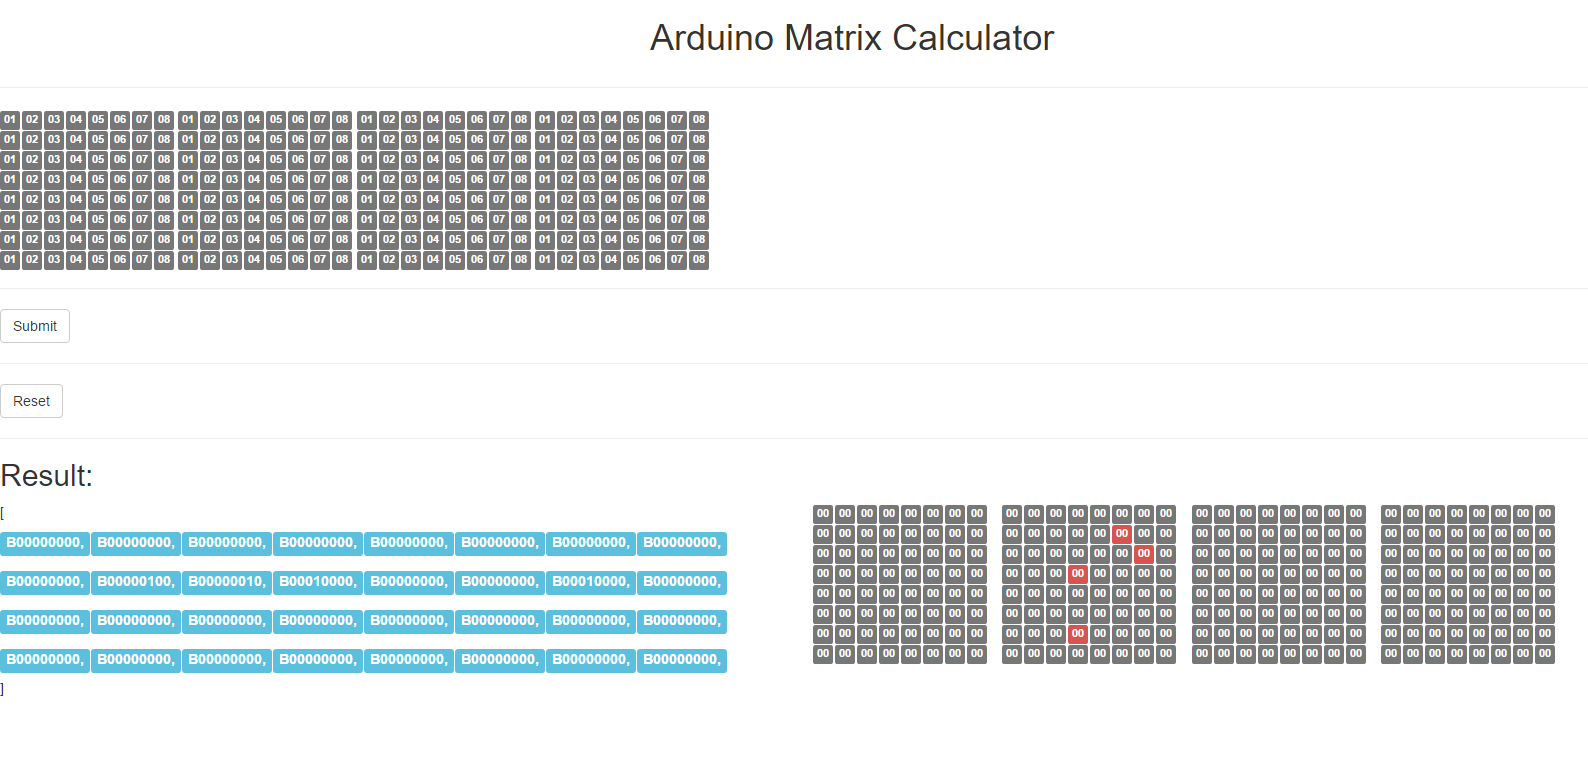 Arduino Matrix Calculator
01 02 03 04 05 06 07 08 01 02 03 04 05 06 07 08 01 02 03 04 05 06 07 08 01 02 03 04 05 06 07 08
01 02 03 04 05 06 07 08 01 02 03 04 05 06 07 08 01 02 03 04 05 06 07 08 01 02 03 04 05 06 07 08
01 02 03 04 05 06 07 08 01 02 03 04 05 06 07 08 01 02 03 04 05 06 07 08 01 02 03 04 05 06 07 08
01 02 03 04 05 06 07 08 01 02 03 04 05 06 07 08 01 02 03 04 05 06 07 08 01 02 03 04 05 06 07 08
01 02 03 04 05 06 07 08 01 02 03 04 05 06 07 08 01 02 03 04 05 06 07 08 01 02 03 04 05 06 07 08
01 02 03 04 05 06 07 08 01 02 03 04 05 06 07 08 01 02 03 04 05 06 07 08 01 02 03 04 05 06 07 08
01 02 03 04 05 06 07 08 01 02 03 04 05 06 07 08 01 02 03 04 05 06 07 08 01 02 03 04 05 06 07 08
01 02 03 04 05 06 07 08 01 02 03 04 05 06 07 08 01 02 03 04 05 06 07 08 01 02 03 04 05 06 07 08
Submit
Reset
Result:
[
B00000000, B00000000, B00000000, B00000000, B00000000, B00000000, B00000000, B00000000,
B00000000, B00000100, B00000010, B00010000, B00000000, B00000000, B00010000, B00000000,
B00000000, B00000000, B00000000, B00000000, B00000000, B00000000, B00000000, B00000000,
B00000000, B00000000, B00000000, B00000000, B00000000, B00000000, B00000000, B00000000,
]
00 00 00 00 00 00 00 00 00 00 00 00 00 00 00 00 00 00 00 00 00 00 00 00 00 00 00 00 00 00 00 00
00 00 00 00 00 00 00 00 00 00 00 00 00 00 00 00 00 00 00 00 00 00 00 00 00 00 00 00 00 00 00 00
00 00 00 00 00 00 00 00 00 00 00 00 00 00 00 00 00 00 00 00 00 00 00 00 00 00 00 00 00 00 00 00
00 00 00 00 00 00 00 00 00 00 00 00 00 00 00 00 00 00 00 00 00 00 00 00 00 00 00 00 00 00 00 00
00 00 00 00 00 00 00 00 00 00 00 00 00 00 00 00 00 00 00 00 00 00 00 00 00 00 00 00 00 00 00 00
00 00 00 00 00 00 00 00 00 00 00 00 00 00 00 00 00 00 00 00 00 00 00 00 00 00 00 00 00 00 00 00
00 00 00 00 00 00 00 00 00 00 00 00 00 00 00 00 00 00 00 00 00 00 00 00 00 00 00 00 00 00 00 00
00 00 00 00 00 00 00 00 00 00 00 00 00 00 00 00 00 00 00 00 00 00 00 00 00 00 00 00 00 00 00 00